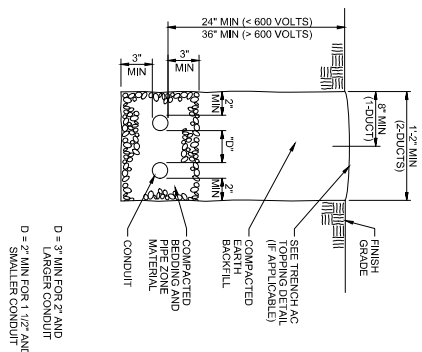 24" MIN (< 600 VOLTS)
36" MIN (> 600 VOLTS)
3"
MIN
3"
MIN
2"
MIN
"D"
2"
MIN
8" MIN
(1-DUCT)
1'-2" MIN
(2-DUCTS)
FINISH
GRADE
SEE TRENCH AC
TOPPING DETAIL
(IF APPLICABLE)
COMPACTED
EARTH
BACKFILL
COMPACTED
BEDDING AND
PIPE ZONE
MATERIAL
CONDUIT
D = 3" MIN FOR 2" AND
LARGER CONDUIT
D = 2" MIN FOR 1 1/2" AND
SMALLER CONDUIT